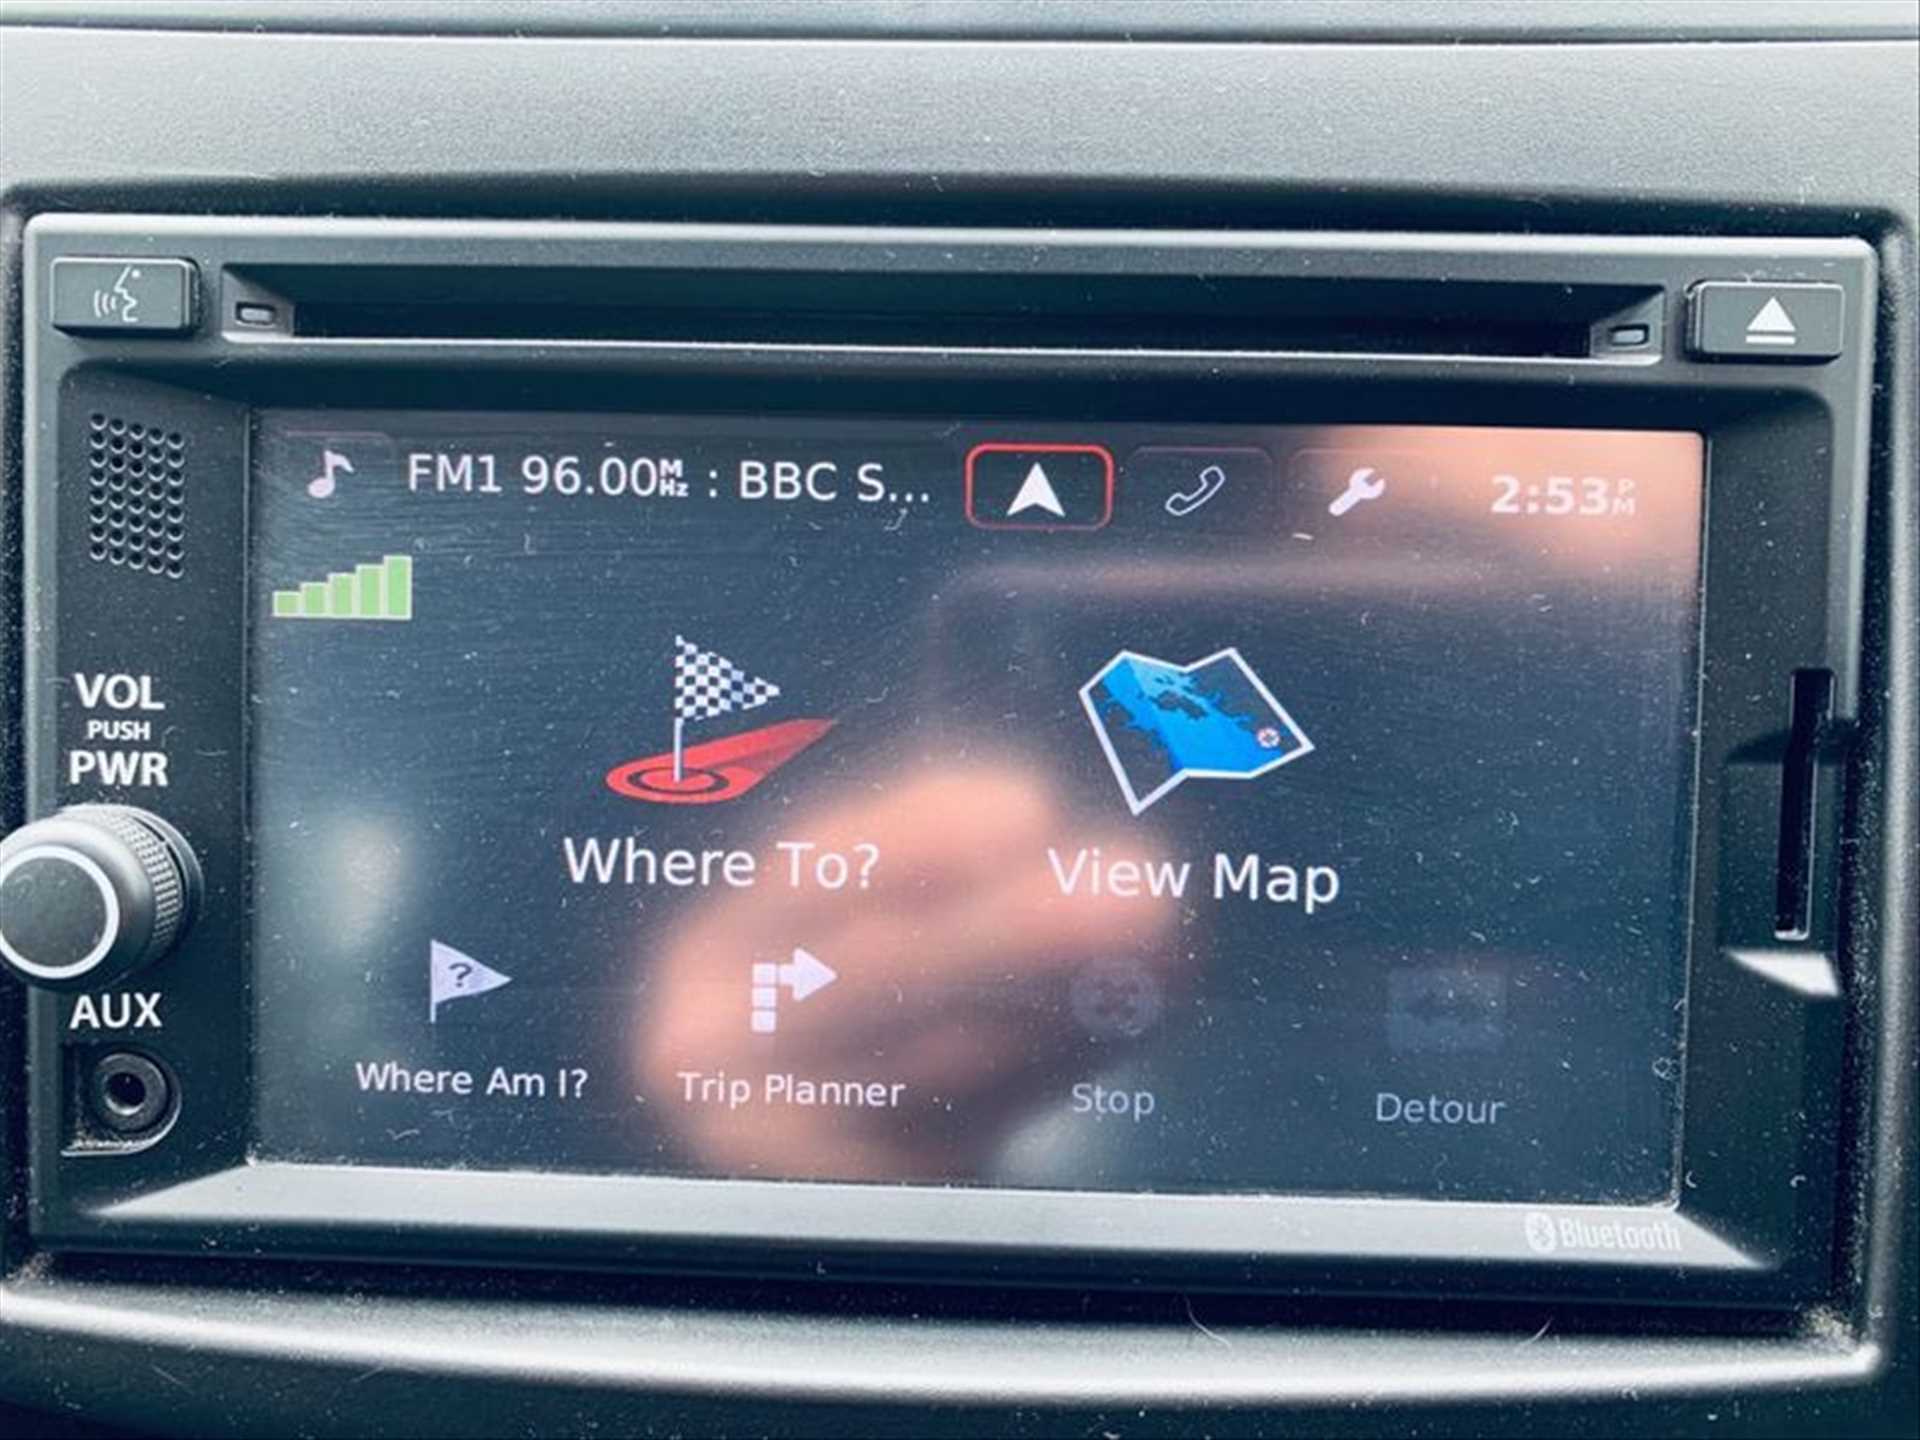 FM1 96.00MHz : BBC S...
2:53PM
VOL
PUSH
PWR
AUX
Where To?
View Map
?
Where Am I?
Trip Planner
Stop
Detour
Bluetooth